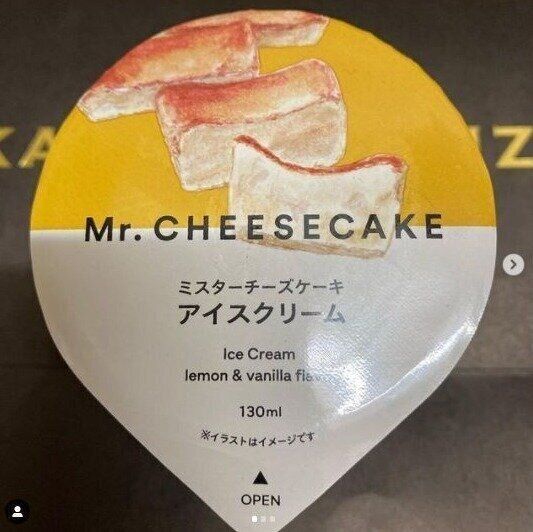 Mr. CHEESECAKE
ミスターチーズケーキ
アイスクリーム
Ice Cream
lemon & vanilla
130ml
※イラストはイメージです
▲
OPEN